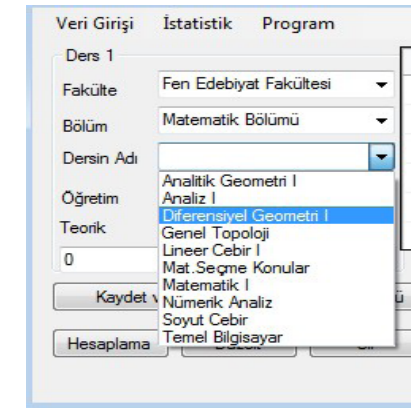 Veri Girişi İstatistik Program
Ders 1
Fakülte Fen Edebiyat Fakültesi
Bölüm Matematik Bölümü
Dersin Adı
Analitik Geometri I
Öğretim Analiz I
Diferensiyel Geometri I
Teorik Genel Topoloji
Lineer Cebir I
0 Mat.Seçme Konular
Matematik I
Kaydet Nümerik Analiz
Soyut Cebir
Hesaplama Temel Bilgisayar